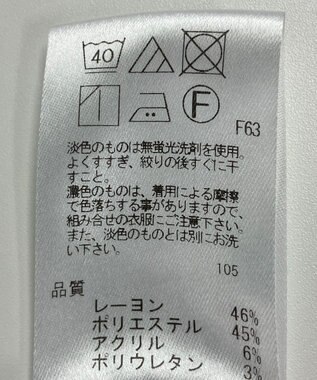 40
F
F63
淡色のものは無蛍光洗剤を使用。
よくすすぎ、絞りの後すぐに干
すこと。
濃色のものは、着用による摩擦
で色落ちする事がありますので、
組み合せの衣服にご注意下さい。
また、淡色のものとは別にお洗
い下さい。
105
品質
レーヨン 46%
ポリエステル 45%
アクリル 6%
ポリウレタン 3%